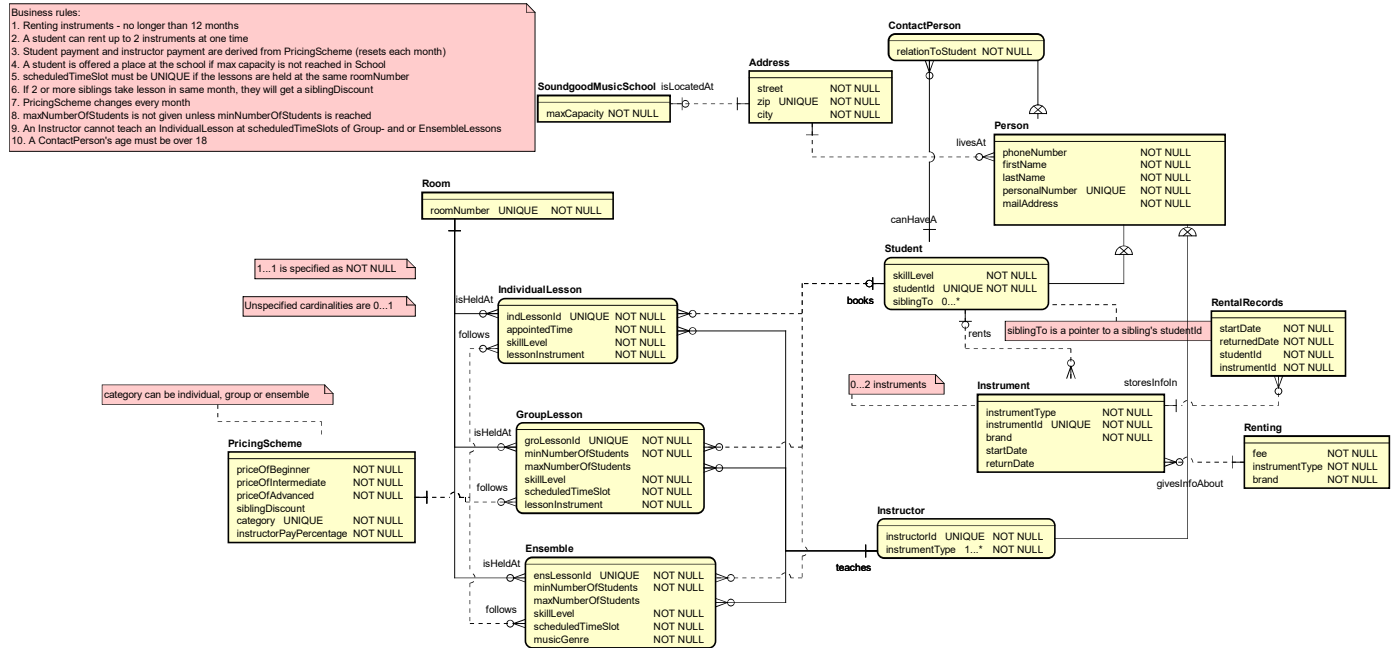 Business rules:
1. Renting instruments - no longer than 12 months
2. A student can rent up to 2 instruments at one time
3. Student payment and instructor payment are derived from PricingScheme (resets each month)
4. A student is offered a place at the school if max capacity is not reached in School
5. scheduledTimeSlot must be UNIQUE if the lessons are held at the same roomNumber
6. If 2 or more siblings take lesson in same month, they will get a siblingDiscount
7. PricingScheme changes every month
8. maxNumberOfStudents is not given unless minNumberOfStudents is reached
9. An Instructor cannot teach an IndividualLesson at scheduledTimeSlots of Group- and or EnsembleLessons
10. A ContactPerson's age must be over 18
SoundgoodMusicSchool
maxCapacity NOT NULL
isLocatedAt
Address
street NOT NULL
zip UNIQUE NOT NULL
city NOT NULL
ContactPerson
relationToStudent NOT NULL
Person
phoneNumber NOT NULL
firstName NOT NULL
lastName NOT NULL
personalNumber UNIQUE NOT NULL
mailAddress NOT NULL
livesAt
canHaveA
Room
roomNumber UNIQUE NOT NULL
1...1 is specified as NOT NULL
Unspecified cardinalities are 0...1
Student
skillLevel NOT NULL
studentId UNIQUE NOT NULL
siblingTo 0...*
books
rents
siblingTo is a pointer to a sibling's studentId
RentalRecords
startDate NOT NULL
returnedDate NOT NULL
studentId NOT NULL
instrumentId NOT NULL
isHeldAt
IndividualLesson
indLessonId UNIQUE NOT NULL
appointedTime NOT NULL
skillLevel NOT NULL
lessonInstrument NOT NULL
follows
0...2 instruments
Instrument
instrumentType NOT NULL
instrumentId UNIQUE NOT NULL
brand NOT NULL
startDate
returnDate
storesInfoIn
Renting
fee NOT NULL
instrumentType NOT NULL
brand NOT NULL
givesInfoAbout
category can be individual, group or ensemble
PricingScheme
priceOfBeginner NOT NULL
priceOfIntermediate NOT NULL
priceOfAdvanced NOT NULL
siblingDiscount
category UNIQUE NOT NULL
instructorPayPercentage NOT NULL
isHeldAt
GroupLesson
groLessonId UNIQUE NOT NULL
minNumberOfStudents NOT NULL
maxNumberOfStudents
skillLevel NOT NULL
scheduledTimeSlot NOT NULL
lessonInstrument NOT NULL
follows
Instructor
instructorId UNIQUE NOT NULL
instrumentType 1...* NOT NULL
teaches
isHeldAt
Ensemble
ensLessonId UNIQUE NOT NULL
minNumberOfStudents NOT NULL
maxNumberOfStudents
skillLevel NOT NULL
scheduledTimeSlot NOT NULL
musicGenre NOT NULL
follows